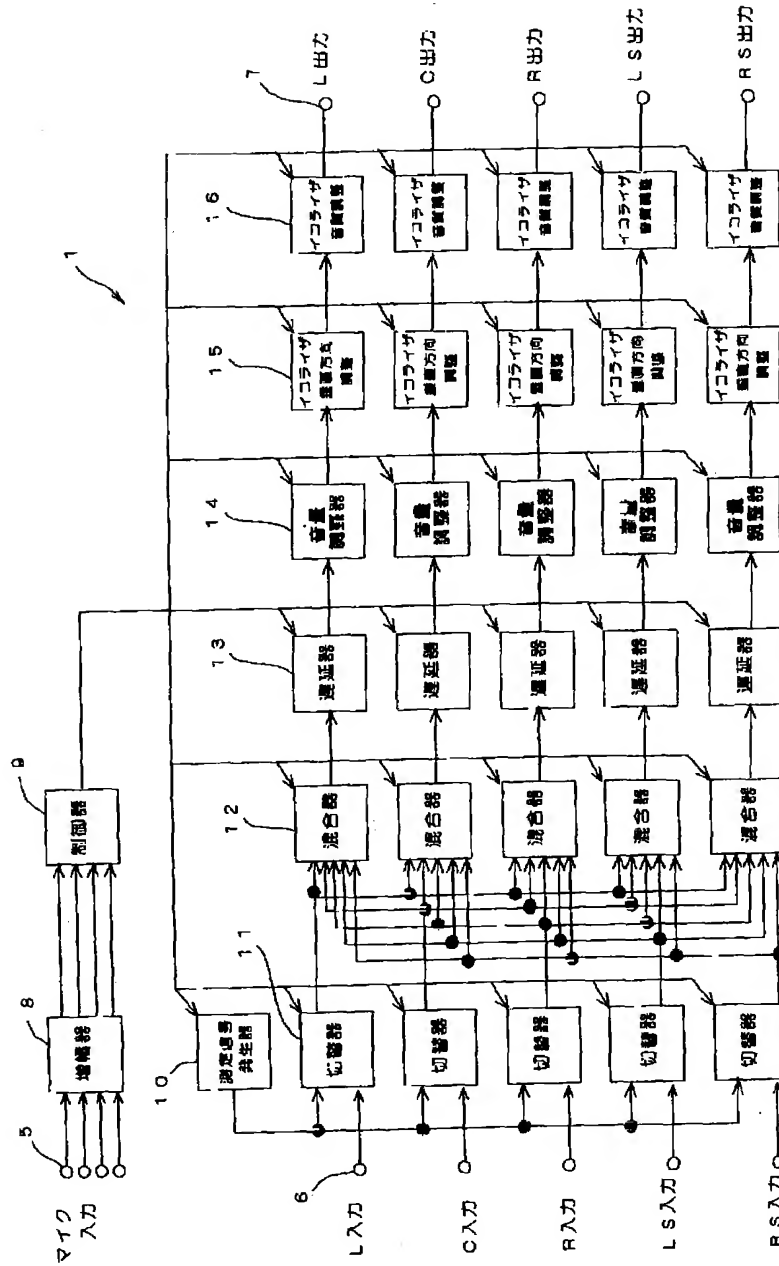 マイク
入力
5
8
増幅器
9
制御器
1
10
測定信号
発生器
11
12
13
14
15
16
7
L入力
6
切替器
混合器
遅延器
音量
調整器
イコライザ
垂直方向
調整
イコライザ
音質調整
L出力
C入力
切替器
混合器
遅延器
音量
調整器
イコライザ
垂直方向
調整
イコライザ
音質調整
C出力
R入力
切替器
混合器
遅延器
音量
調整器
イコライザ
垂直方向
調整
イコライザ
音質調整
R出力
LS入力
切替器
混合器
遅延器
音量
調整器
イコライザ
垂直方向
調整
イコライザ
音質調整
LS出力
RS入力
切替器
混合器
遅延器
音量
調整器
イコライザ
垂直方向
調整
イコライザ
音質調整
RS出力